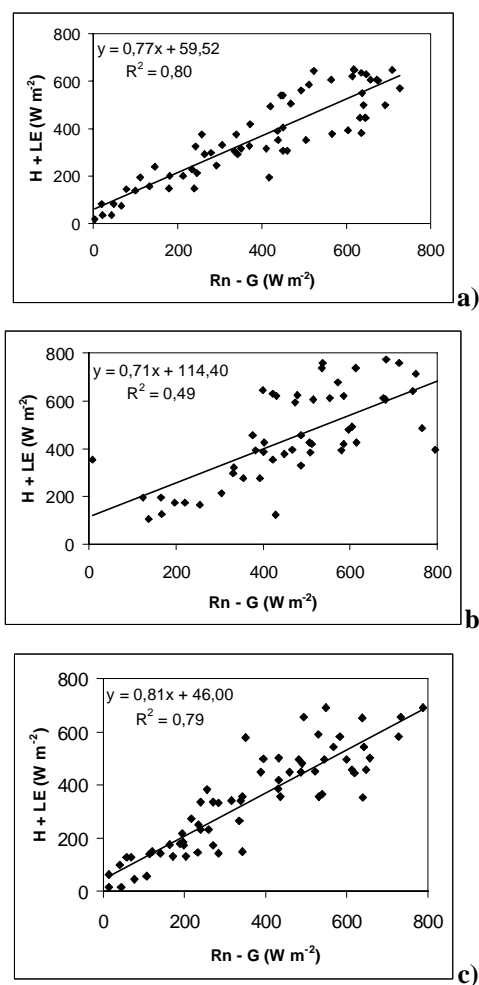 y = 0,77x + 59,52
R² = 0,80
800
600
400
200
0
H + LE (W m⁻²)
0 200 400 600 800
Rn - G (W m⁻²)
a)
y = 0,71x + 114,40
R² = 0,49
800
600
400
200
0
H + LE (W m⁻²)
0 200 400 600 800
Rn - G (W m⁻²)
b
y = 0,81x + 46,00
R² = 0,79
800
600
400
200
0
H + LE (W m⁻²)
0 200 400 600 800
Rn - G (W m⁻²)
c)